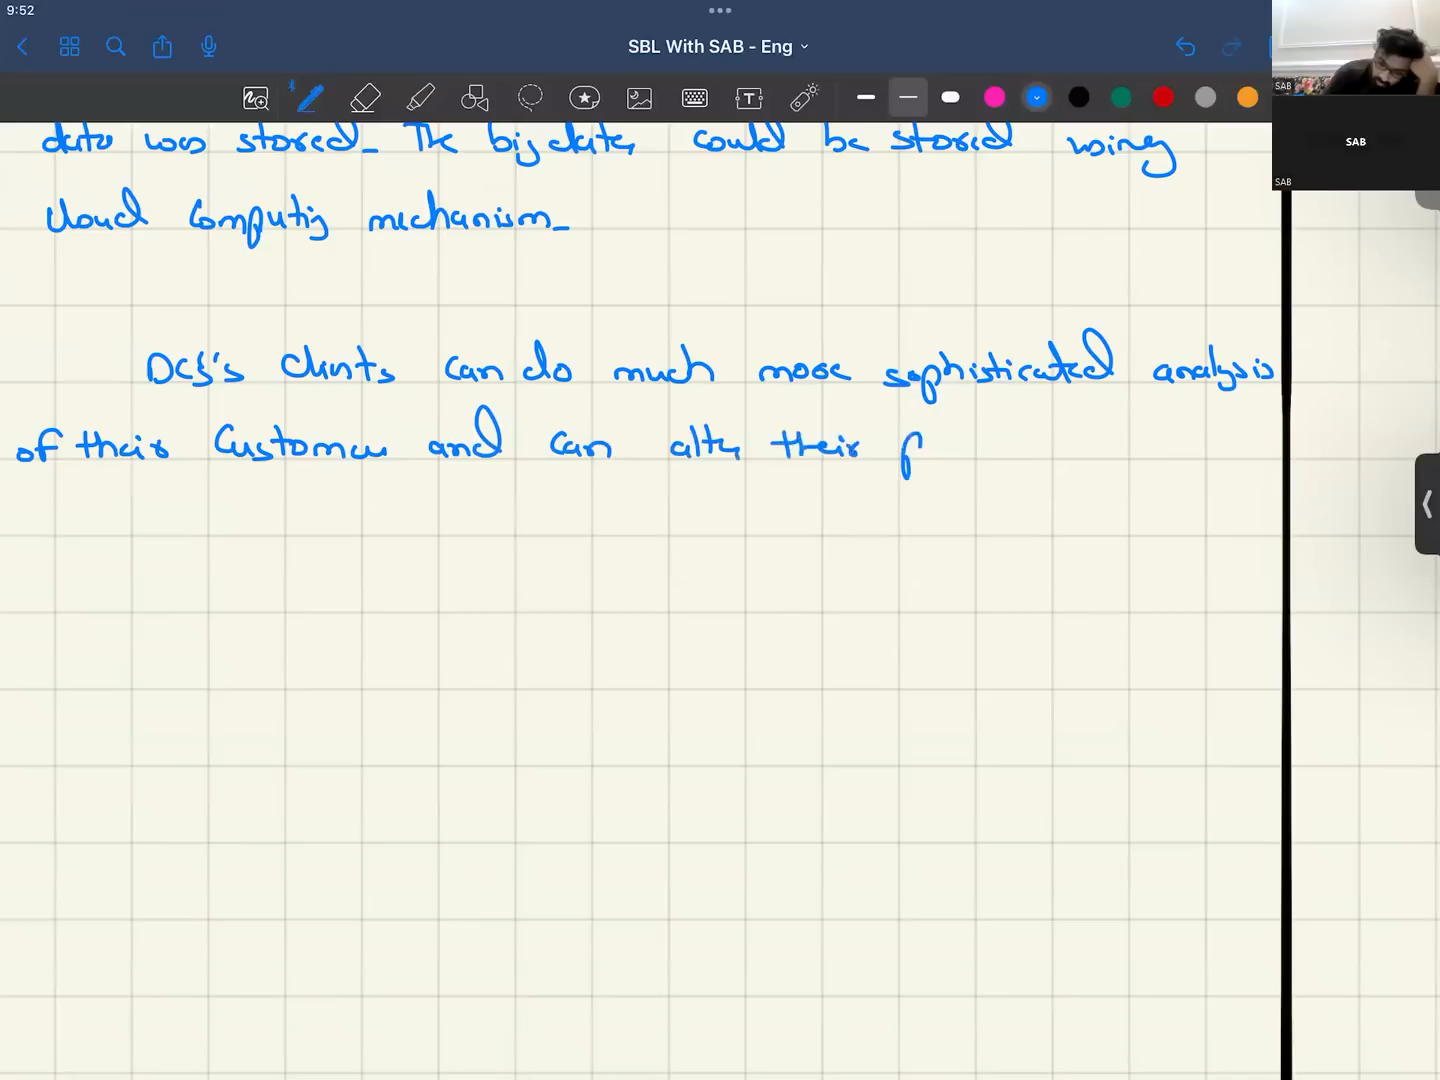 9:52
SBL With SAB - Eng
SAB
SAB
SAB
data was stored. The big data could be stored using
cloud computing mechanism.
DCS's clients can do much more sophisticated analysis
of their customer and can alter their p